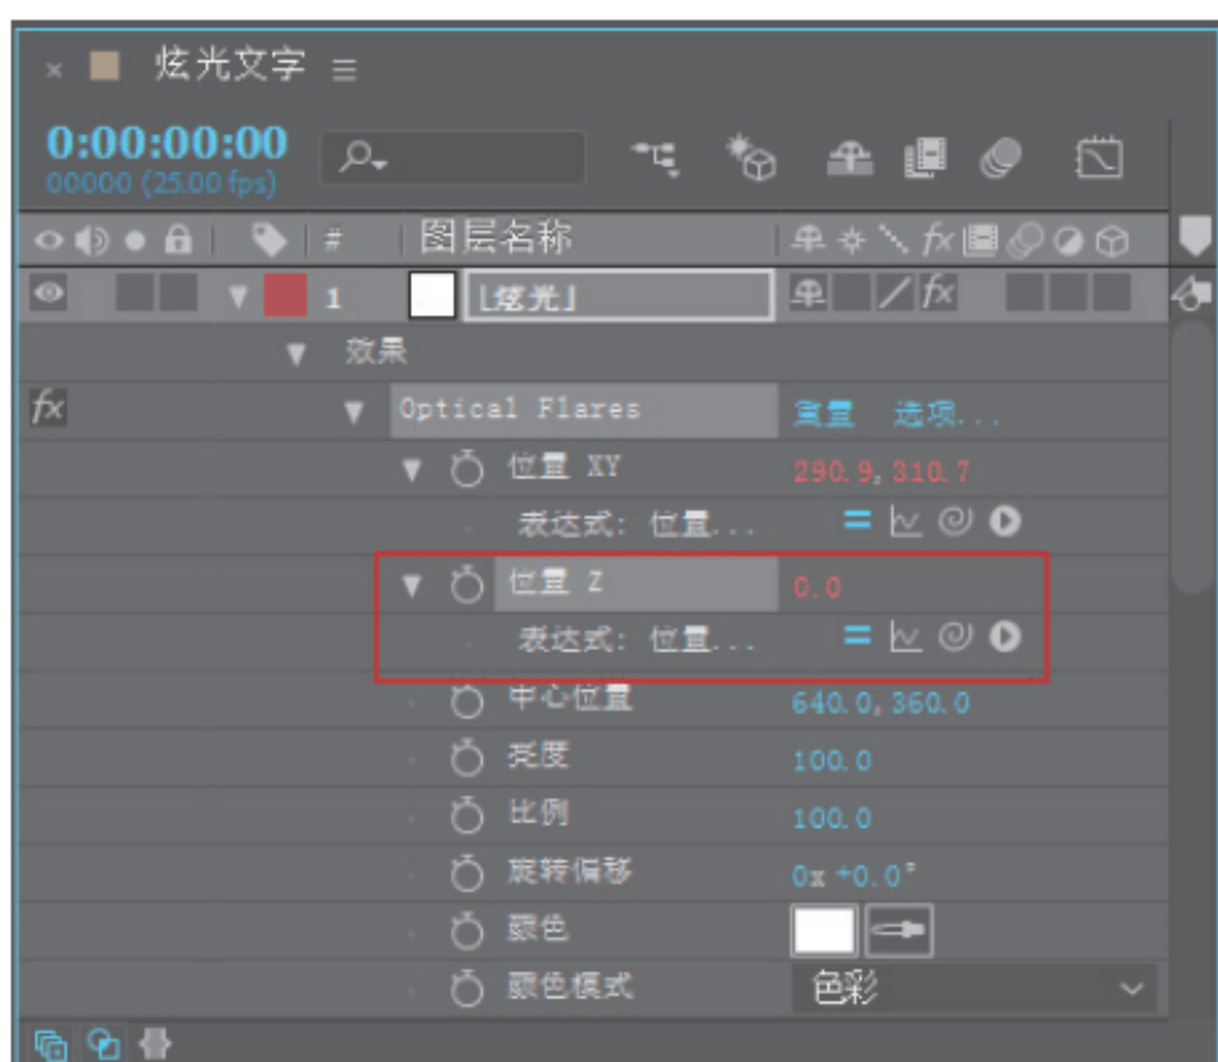 × 炫光文字 ≡
0:00:00:00
00000 (25.00 fps)
# 图层名称 fx
1 [炫光] fx
效果
fx Optical Flares 重置 选项...
位置 XY 290.9, 310.7
表达式: 位置...
位置 Z 0.0
表达式: 位置...
中心位置 640.0, 360.0
亮度 100.0
比例 100.0
旋转偏移 0x +0.0°
颜色
颜色模式 色彩